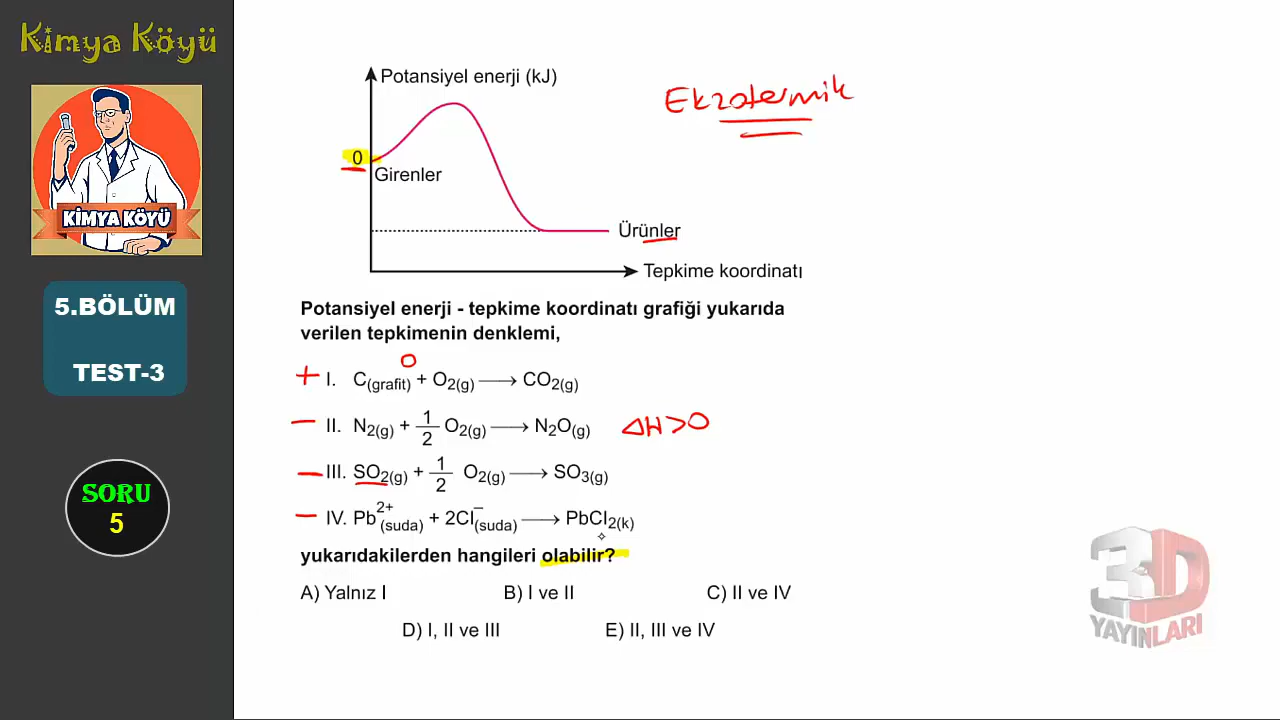 Kimya Köyü
KİMYA KÖYÜ
5.BÖLÜM
TEST-3
SORU
5
Potansiyel enerji (kJ)
Ekzotermik
0
Girenler
Ürünler
Tepkime koordinatı
Potansiyel enerji - tepkime koordinatı grafiği yukarıda
verilen tepkimenin denklemi,
0
+ I. C(grafit) + O2(g) ⟶ CO2(g)
− II. N2(g) + 1/2 O2(g) ⟶ N2O(g) ΔH>0
− III. SO2(g) + 1/2 O2(g) ⟶ SO3(g)
− IV. Pb2+(suda) + 2Cl−(suda) ⟶ PbCl2(k)
yukarıdakilerden hangileri olabilir?
A) Yalnız I B) I ve II C) II ve IV
D) I, II ve III E) II, III ve IV
3D
YAYINLARI